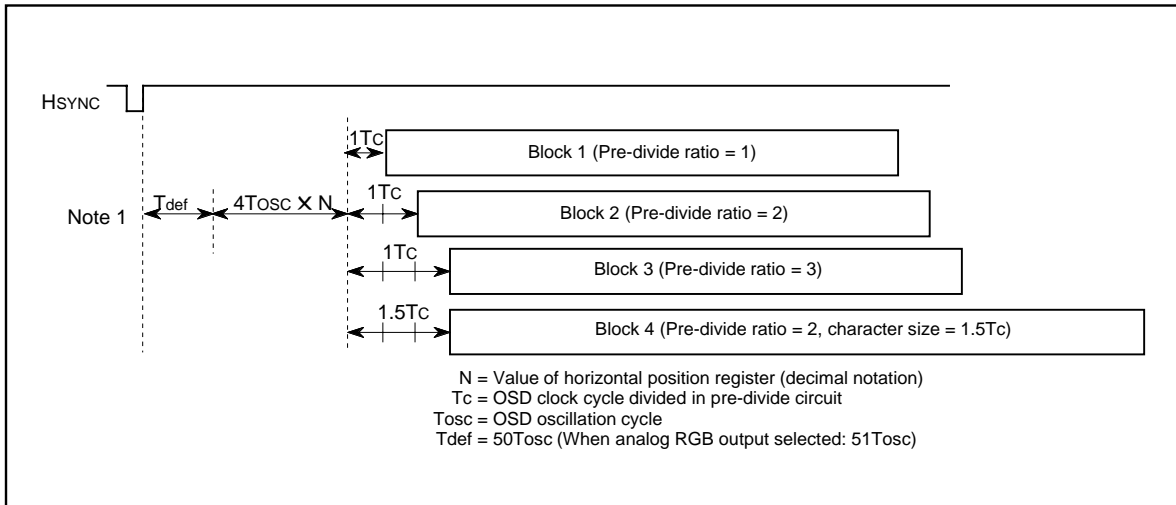 HSYNC
1TC
Block 1 (Pre-divide ratio = 1)
Note 1
Tdef
4TOSC × N
1TC
Block 2 (Pre-divide ratio = 2)
1TC
Block 3 (Pre-divide ratio = 3)
1.5TC
Block 4 (Pre-divide ratio = 2, character size = 1.5Tc)
N = Value of horizontal position register (decimal notation)
Tc = OSD clock cycle divided in pre-divide circuit
Tosc = OSD oscillation cycle
Tdef = 50Tosc (When analog RGB output selected: 51Tosc)